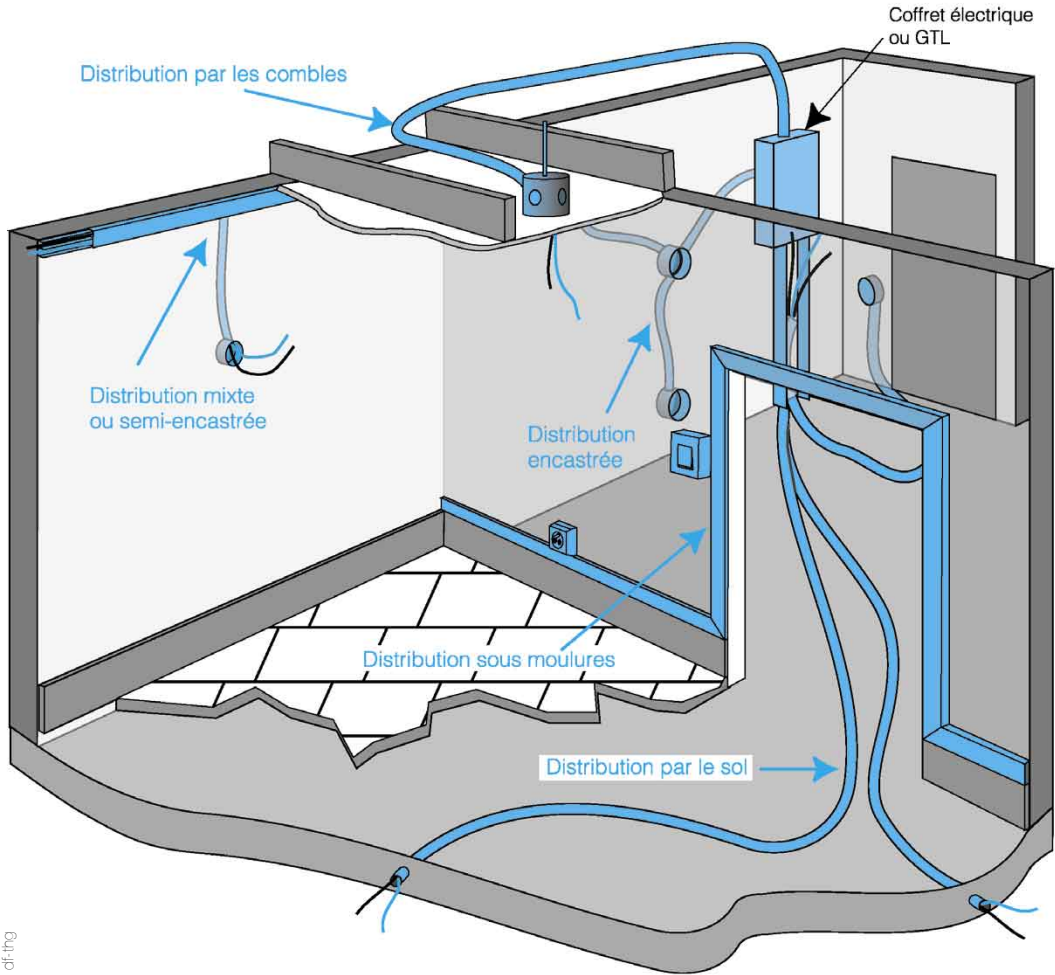 Coffret électrique
ou GTL
Distribution par les combles
Distribution mixte
ou semi-encastrée
Distribution
encastrée
Distribution sous moulures
Distribution par le sol
df-thg